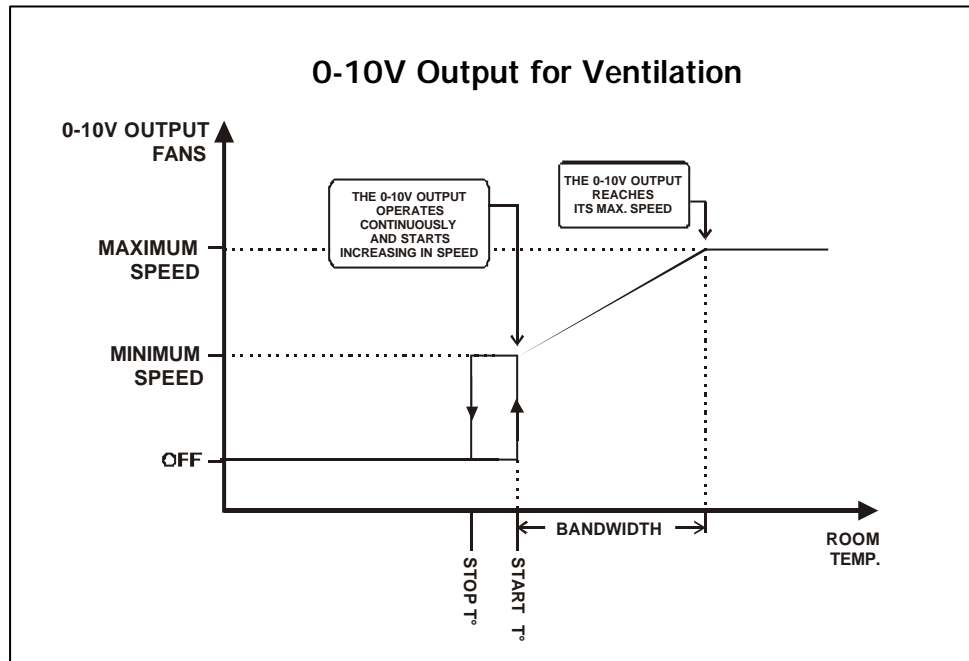 0-10V Output for Ventilation
0-10V OUTPUT
FANS
THE 0-10V OUTPUT
OPERATES
CONTINUOUSLY
AND STARTS
INCREASING IN SPEED
THE 0-10V OUTPUT
REACHES
ITS MAX. SPEED
MAXIMUM
SPEED
MINIMUM
SPEED
OFF
BANDWIDTH
ROOM
TEMP.
STOP T°
START T°